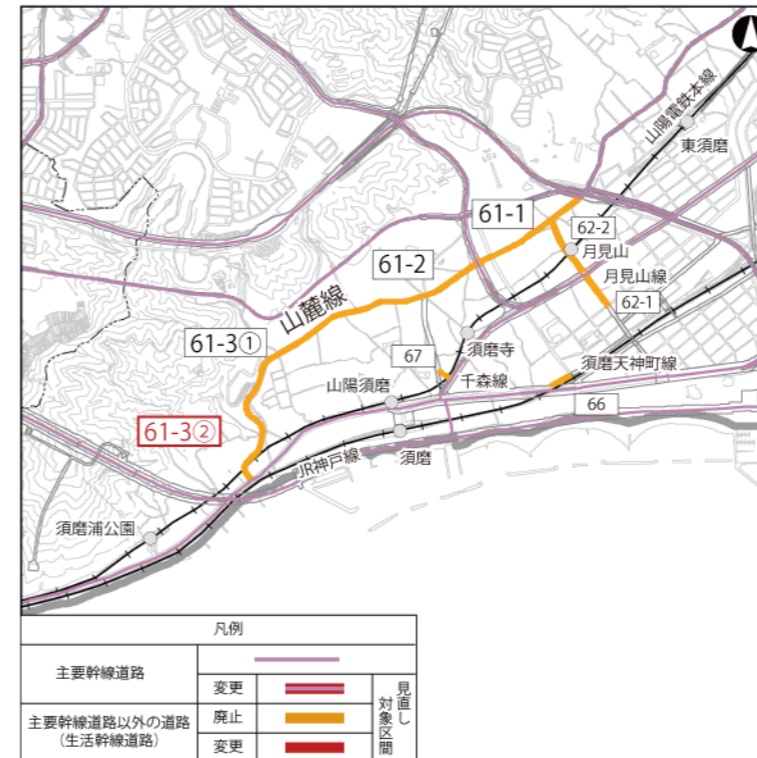 山陽電鉄本線
東須磨
61-1
62-2
月見山
61-2
月見山線
62-1
山麓線
61-3①
67
須磨寺
須磨天神町線
山陽須磨
千森線
66
61-3②
JR神戸線
須磨
須磨浦公園
凡例
主要幹線道路
変更
主要幹線道路以外の道路
(生活幹線道路)
廃止
変更
見直し
対象区間